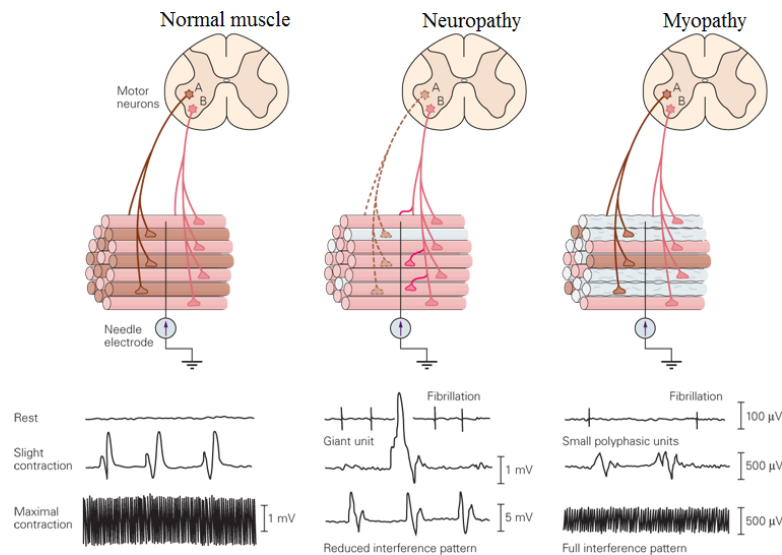 Normal muscle
Neuropathy
Myopathy
Motor
neurons
A
B
A
B
A
B
Needle
electrode
Rest
Slight
contraction
Maximal
contraction
1 mV
Fibrillation
Giant unit
1 mV
5 mV
Reduced interference pattern
Fibrillation
100 µV
Small polyphasic units
500 µV
500 µV
Full interference pattern